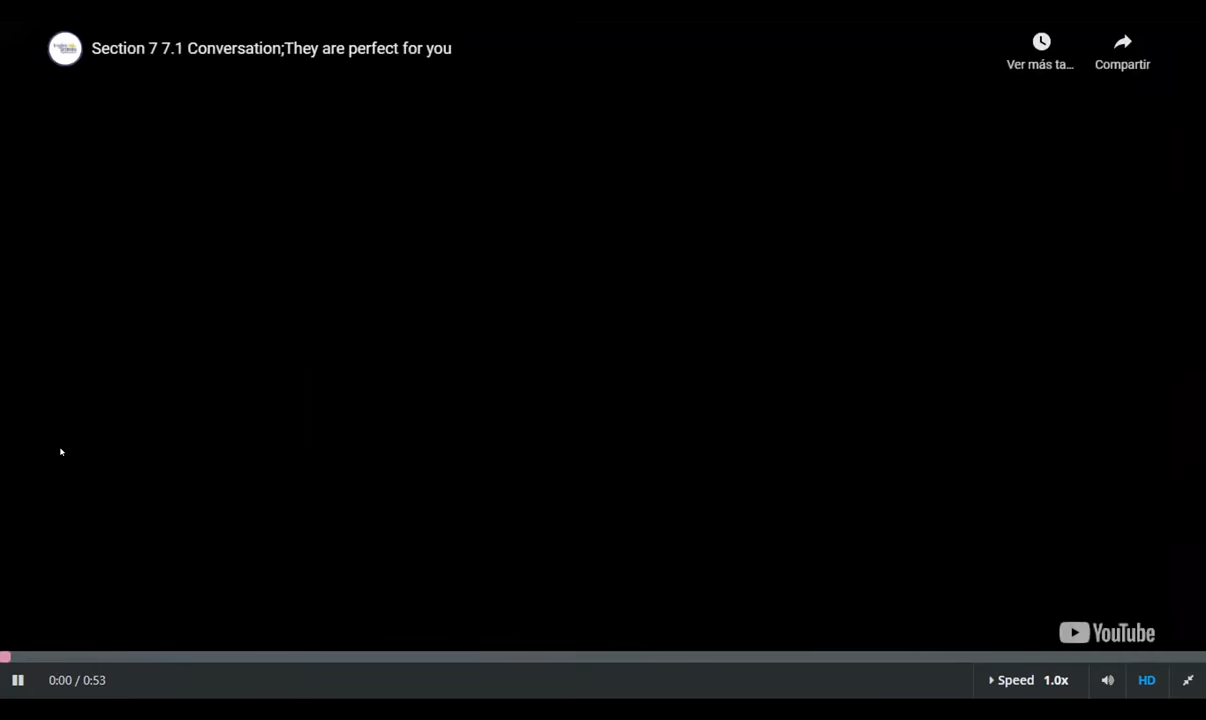 Section 7 7.1 Conversation;They are perfect for you
Ver más ta...
Compartir
YouTube
0:00 / 0:53
Speed 1.0x
HD